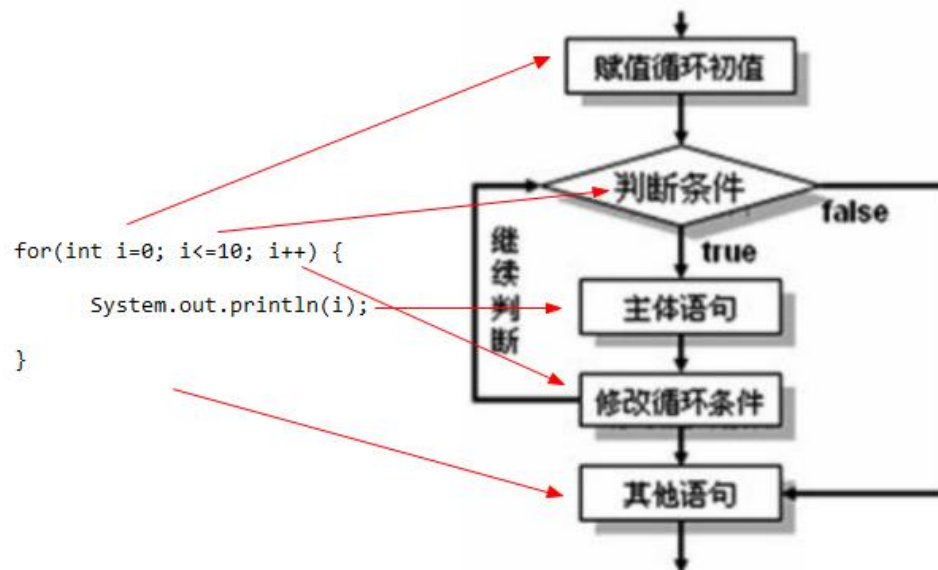 赋值循环初值
判断条件
false
true
for(int i=0; i<=10; i++) {
System.out.println(i);
}
继续判断
主体语句
修改循环条件
其他语句